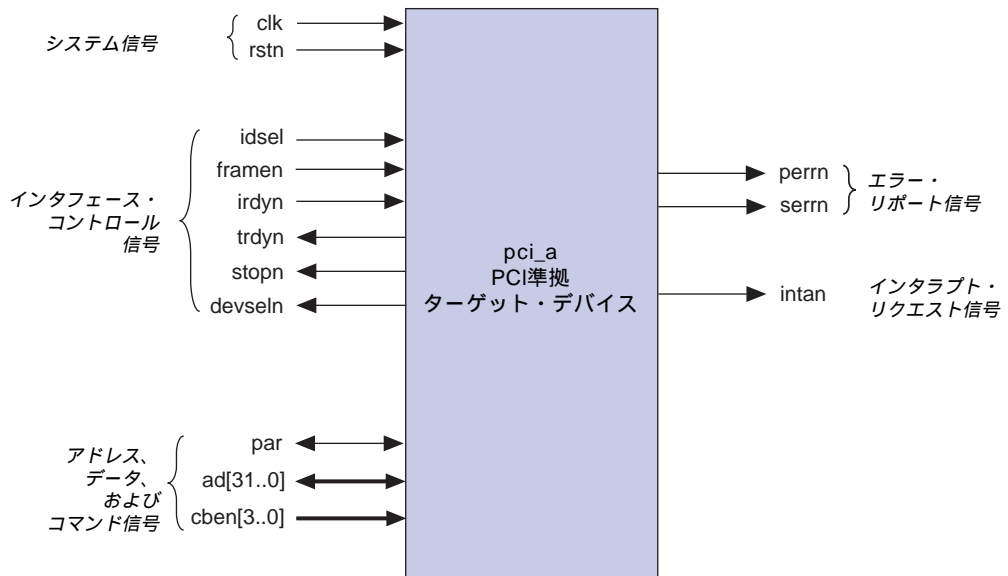 システム信号
clk
rstn
インタフェース・
コントロール
信号
idsel
framen
irdyn
trdyn
stopn
devseln
アドレス、
データ、
および
コマンド信号
par
ad[31..0]
cben[3..0]
pci_a
PCI準拠
ターゲット・デバイス
perrn
serrn
エラー・
リポート信号
intan
インタラプト・
リクエスト信号